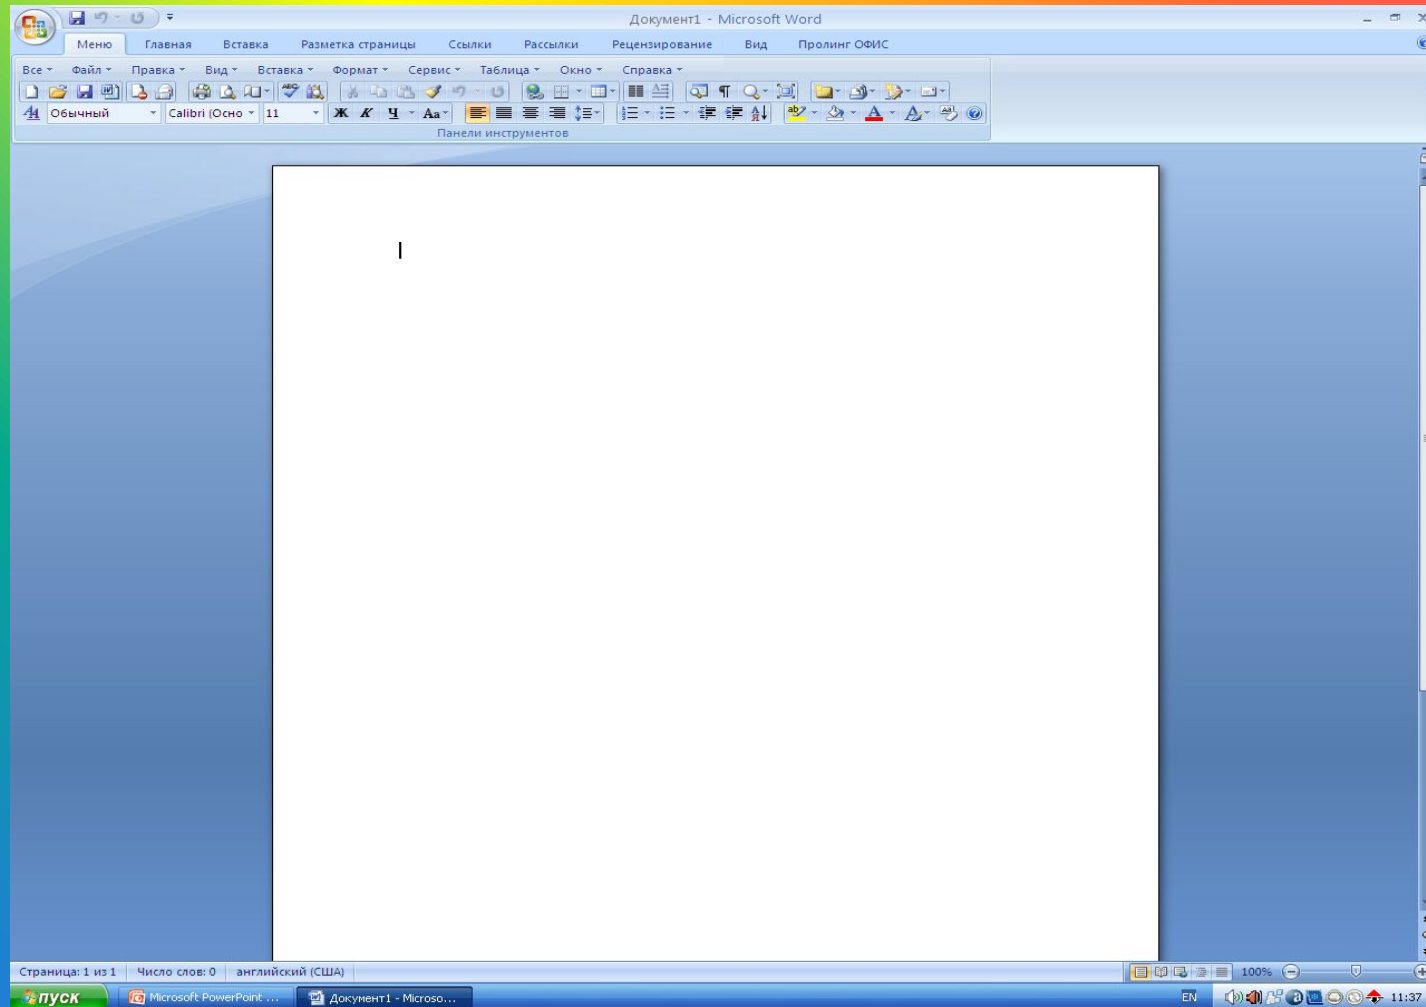 Документ1 - Microsoft Word
Меню Главная Вставка Разметка страницы Ссылки Рассылки Рецензирование Вид Пролинг ОФИС
Все Файл Правка Вид Вставка Формат Сервис Таблица Окно Справка
Обычный Calibri (Осно 11 Ж К Ч Aa
Панели инструментов
Страница: 1 из 1 Число слов: 0 английский (США) 100%
пуск Microsoft PowerPoint ... Документ1 - Microso... EN 11:37